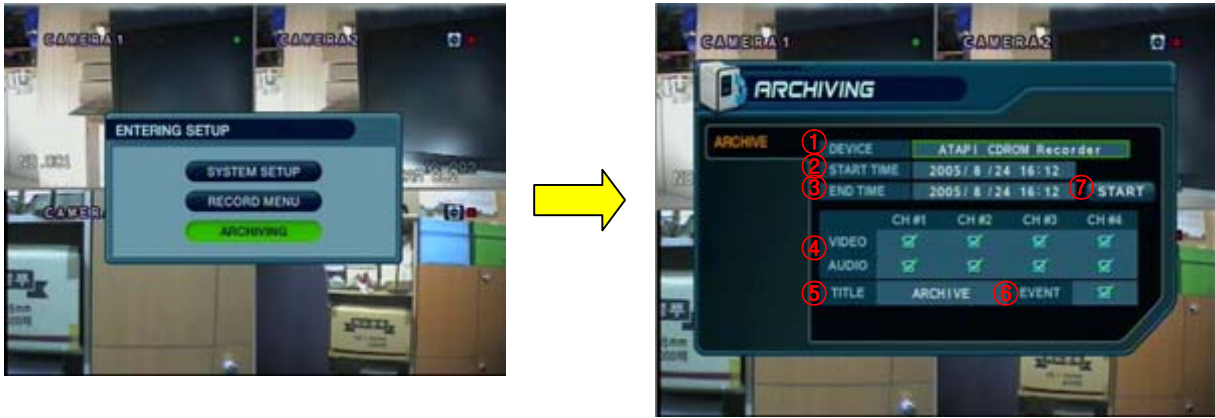 CAMERA1
CAMERA2
ENTERING SETUP
SYSTEM SETUP
RECORD MENU
ARCHIVING
CAMERA1
CAMERA2
ARCHIVING
ARCHIVE
① DEVICE ATAPI CDROM Recorder
② START TIME 2005/ 8 /24 16:12
③ END TIME 2005/ 8 /24 16:12 ⑦ START
CH #1 CH #2 CH #3 CH #4
④ VIDEO
AUDIO
⑤ TITLE ARCHIVE ⑥ EVENT